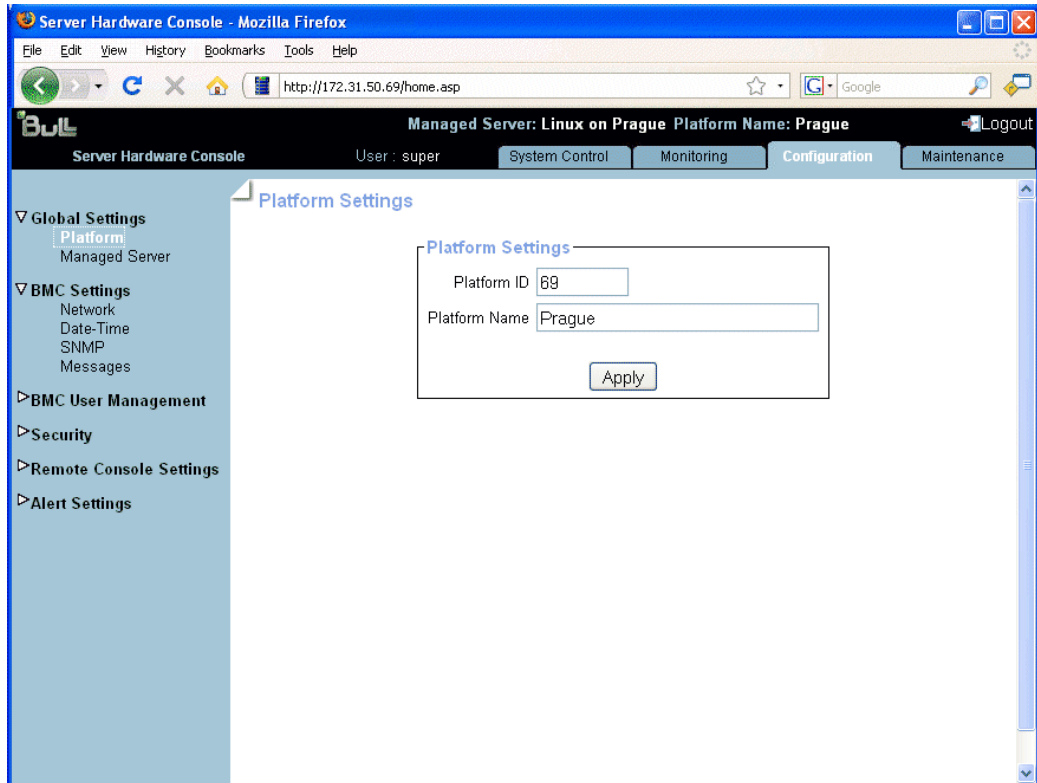 Server Hardware Console - Mozilla Firefox
File Edit View History Bookmarks Tools Help
http://172.31.50.69/home.asp
G Google
Bull
Managed Server: Linux on Prague Platform Name: Prague
Logout
Server Hardware Console
User : super
System Control
Monitoring
Configuration
Maintenance
Global Settings
Platform
Managed Server
BMC Settings
Network
Date-Time
SNMP
Messages
BMC User Management
Security
Remote Console Settings
Alert Settings
Platform Settings
Platform Settings
Platform ID 69
Platform Name Prague
Apply